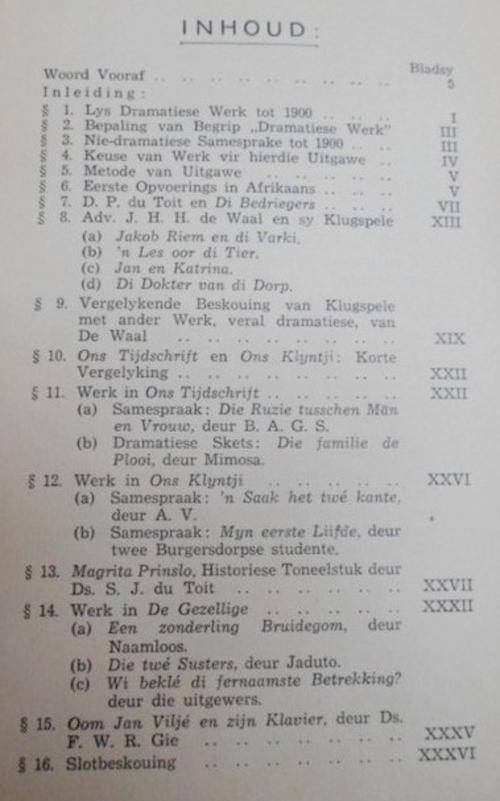 INHOUD:
Bladsy
Woord Vooraf .. .. .. .. .. .. .. .. 5
Inleiding:
§ 1. Lys Dramatiese Werk tot 1900 .. .. .. I
§ 2. Bepaling van Begrip „Dramatiese Werk” III
§ 3. Nie-dramatiese Samesprake tot 1900 .. .. III
§ 4. Keuse van Werk vir hierdie Uitgawe .. IV
§ 5. Metode van Uitgawe .. .. .. .. .. V
§ 6. Eerste Opvoerings in Afrikaans .. .. .. V
§ 7. D. P. du Toit en Di Bedriegers .. .. .. VII
§ 8. Adv. J. H. H. de Waal en sy Klugspele XIII
(a) Jakob Riem en di Varki.
(b) 'n Les oor di Tier.
(c) Jan en Katrina.
(d) Di Dokter van di Dorp.
§ 9. Vergelykende Beskouing van Klugspele
met ander Werk, veral dramatiese, van
De Waal .. .. .. .. .. .. .. XIX
§ 10. Ons Tijdschrift en Ons Klyntji: Korte
Vergelyking .. .. .. .. .. .. .. XXII
§ 11. Werk in Ons Tijdschrift .. .. .. .. .. XXII
(a) Samespraak: Die Ruzie tusschen Män
en Vrouw, deur B. A. G. S.
(b) Dramatiese Skets: Die familie de
Plooi, deur Mimosa.
§ 12. Werk in Ons Klyntji .. .. .. .. .. XXVI
(a) Samespraak: 'n Saak het twé kante,
deur A. V.
(b) Samespraak: Myn eerste Liifde, deur
twee Burgersdorpse studente.
§ 13. Magrita Prinslo, Historiese Toneelstuk deur
Ds. S. J. du Toit .. .. .. .. .. .. XXVII
§ 14. Werk in De Gezellige .. .. .. .. .. XXXII
(a) Een zonderling Bruidegom, deur
Naamloos.
(b) Die twé Susters, deur Jaduto.
(c) Wi beklé di fernaamste Betrekking?
deur die uitgewers.
§ 15. Oom Jan Viljé en zijn Klavier, deur Ds.
F. W. R. Gie .. .. .. .. .. .. .. XXXV
§ 16. Slotbeskouing .. .. .. .. .. .. .. XXXVI